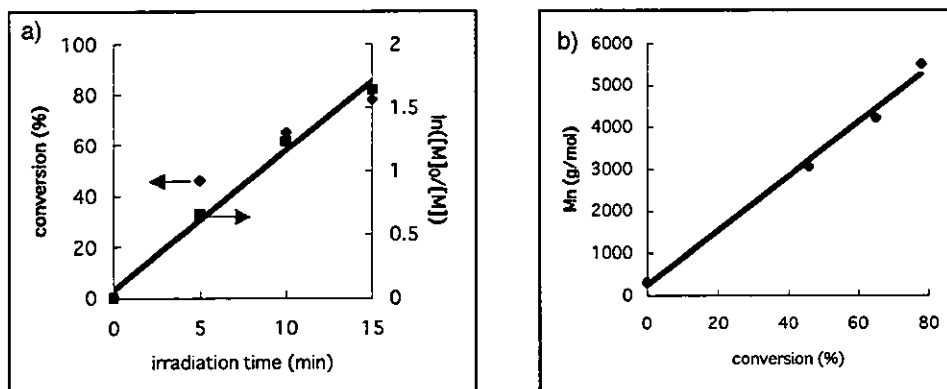 a)
100
80
60
40
20
0
conversion (%)
2
1.5
1
0.5
0
ln([M]o/[M])
0 5 10 15
irradiation time (min)
b)
6000
5000
4000
3000
2000
1000
0
Mn (g/mol)
0 20 40 60 80
conversion (%)